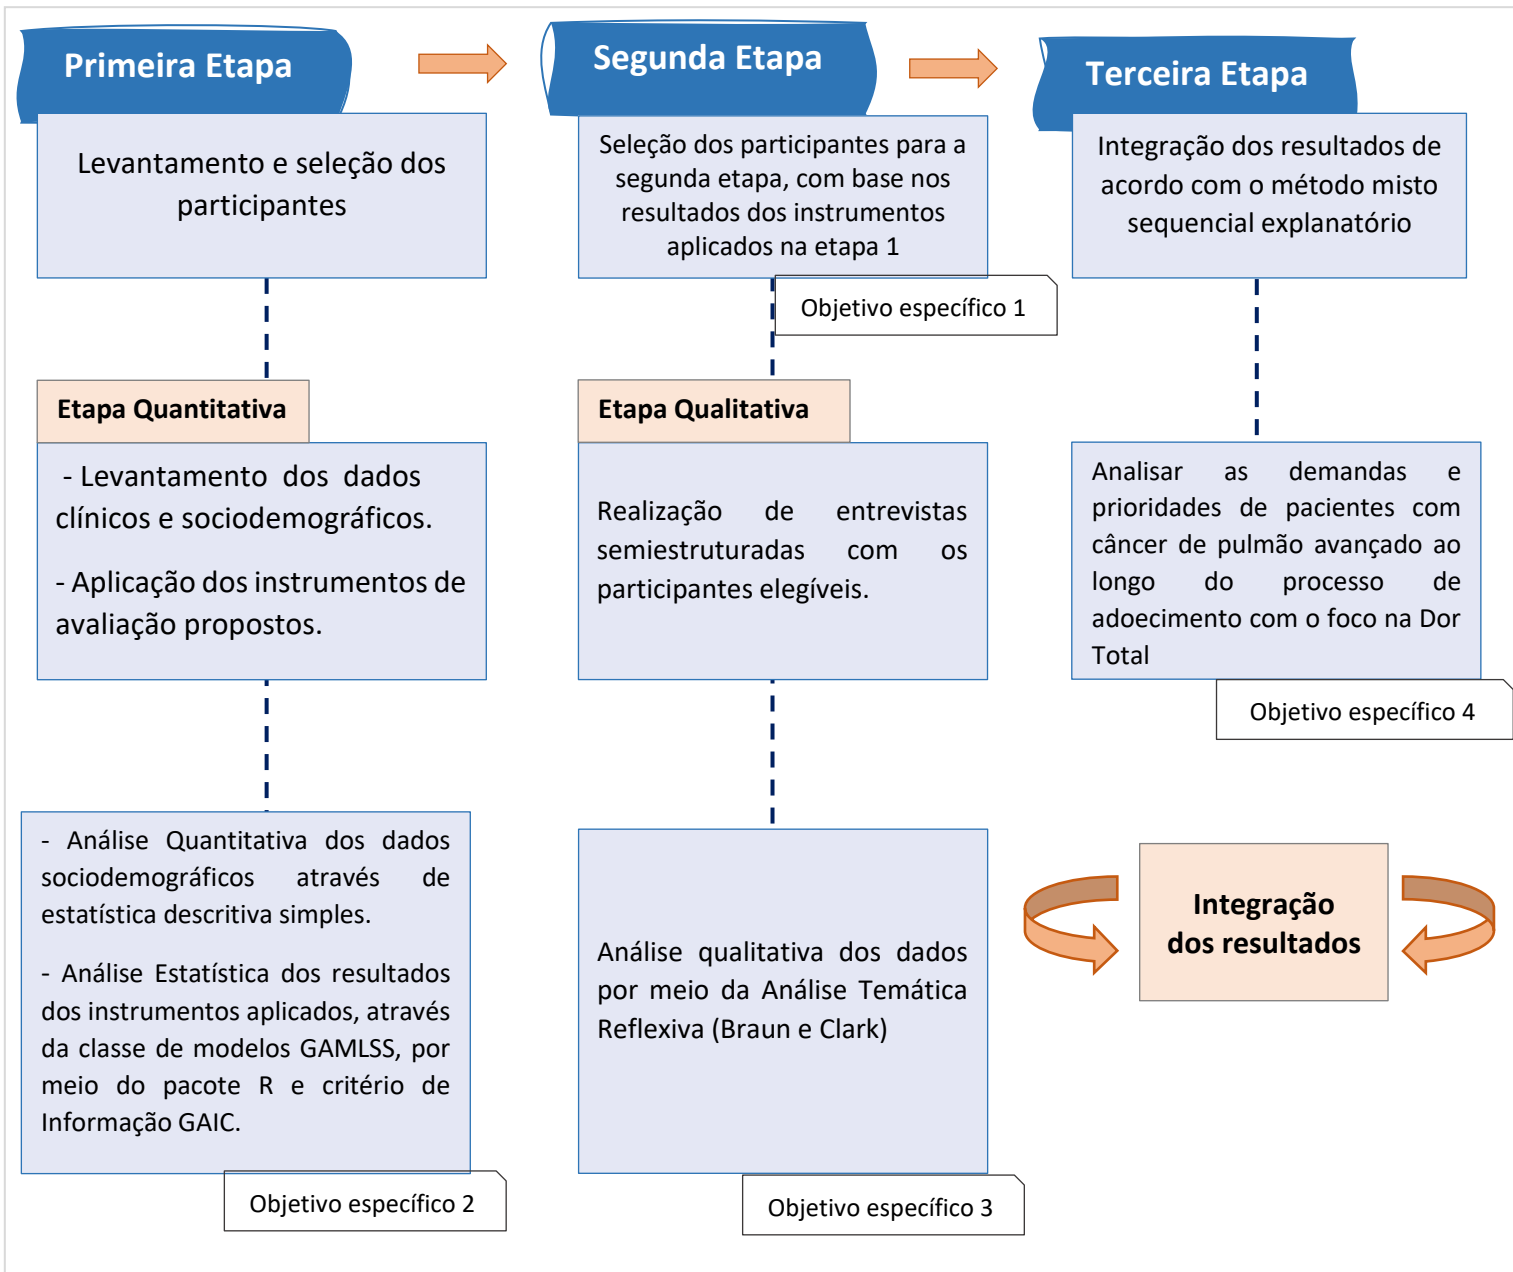 Primeira Etapa
Levantamento e seleção dos
participantes
Etapa Quantitativa
- Levantamento dos dados
clínicos e sociodemográficos.
- Aplicação dos instrumentos de
avaliação propostos.
- Análise Quantitativa dos dados
sociodemográficos através de
estatística descritiva simples.
- Análise Estatística dos resultados
dos instrumentos aplicados, através
da classe de modelos GAMLSS, por
meio do pacote R e critério de
Informação GAIC.
Objetivo específico 2
Segunda Etapa
Seleção dos participantes para a
segunda etapa, com base nos
resultados dos instrumentos
aplicados na etapa 1
Objetivo específico 1
Etapa Qualitativa
Realização de entrevistas
semiestruturadas com os
participantes elegíveis.
Análise qualitativa dos dados
por meio da Análise Temática
Reflexiva (Braun e Clark)
Objetivo específico 3
Terceira Etapa
Integração dos resultados de
acordo com o método misto
sequencial explanatório
Analisar as demandas e
prioridades de pacientes com
câncer de pulmão avançado ao
longo do processo de
adoecimento com o foco na Dor
Total
Objetivo específico 4
Integração
dos resultados